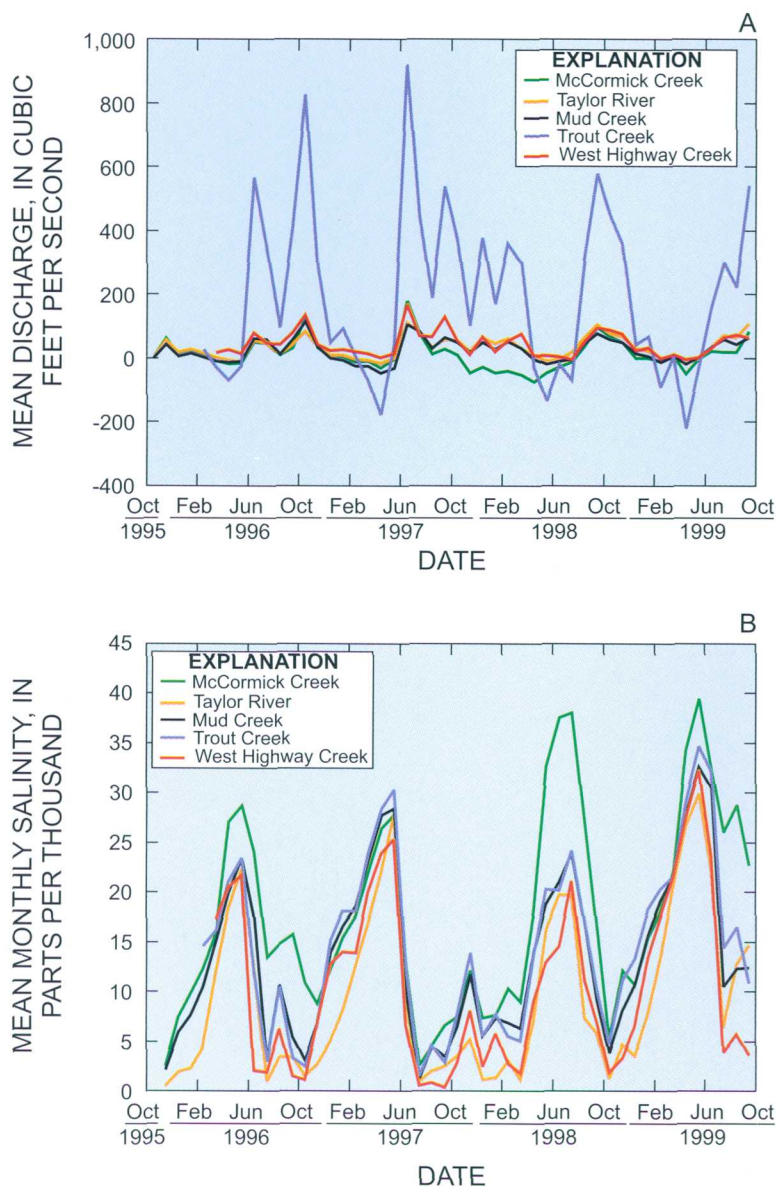 A
1,000
800
600
400
200
0
-200
-400
MEAN DISCHARGE, IN CUBIC
FEET PER SECOND
EXPLANATION
McCormick Creek
Taylor River
Mud Creek
Trout Creek
West Highway Creek
Oct Feb Jun Oct Feb Jun Oct Feb Jun Oct Feb Jun Oct
1995 1996 1997 1998 1999
DATE
B
45
40
35
30
25
20
15
10
5
0
MEAN MONTHLY SALINITY, IN
PARTS PER THOUSAND
EXPLANATION
McCormick Creek
Taylor River
Mud Creek
Trout Creek
West Highway Creek
Oct Feb Jun Oct Feb Jun Oct Feb Jun Oct Feb Jun Oct
1995 1996 1997 1998 1999
DATE